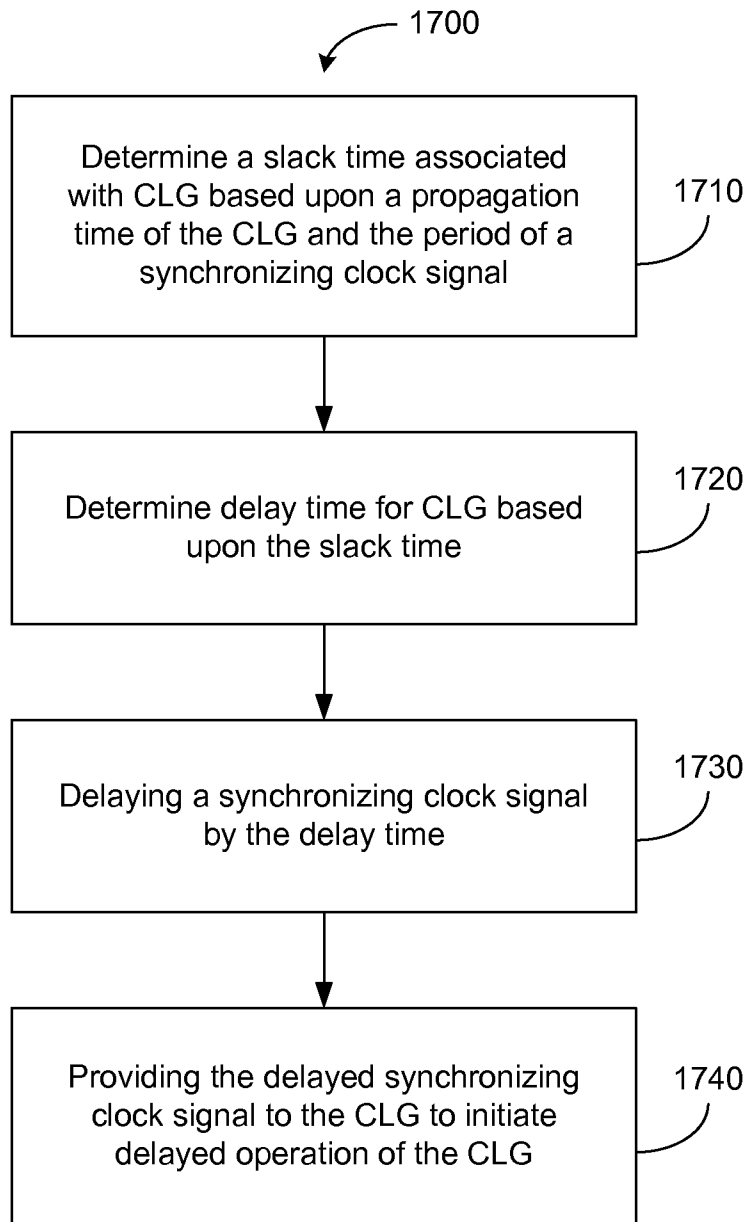 1700
Determine a slack time associated
with CLG based upon a propagation
time of the CLG and the period of a
synchronizing clock signal
1710
Determine delay time for CLG based
upon the slack time
1720
Delaying a synchronizing clock signal
by the delay time
1730
Providing the delayed synchronizing
clock signal to the CLG to initiate
delayed operation of the CLG
1740